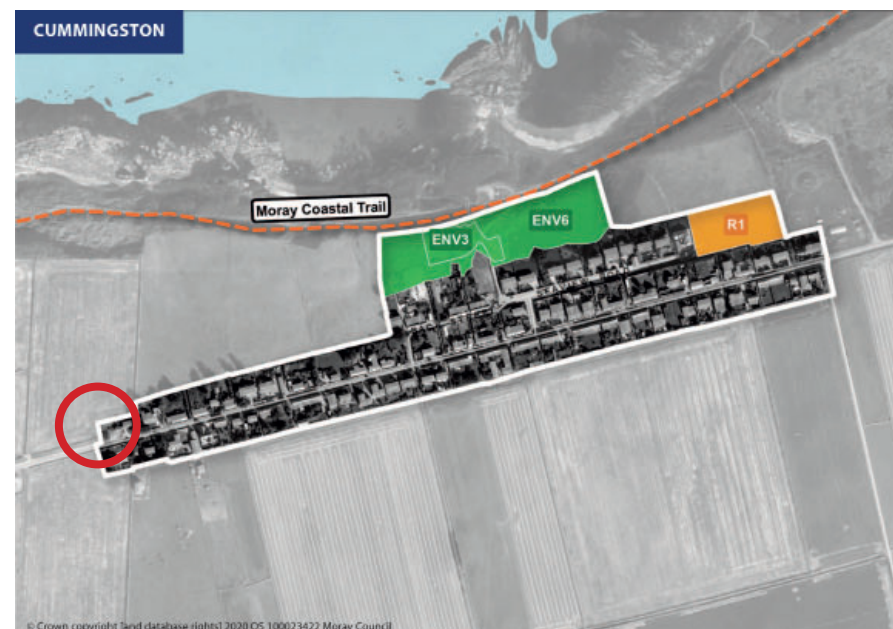 CUMMINGSTON
Moray Coastal Trail
ENV3
ENV6
R1
© Crown copyright [and database rights] 2020 OS 100023422 Moray Council